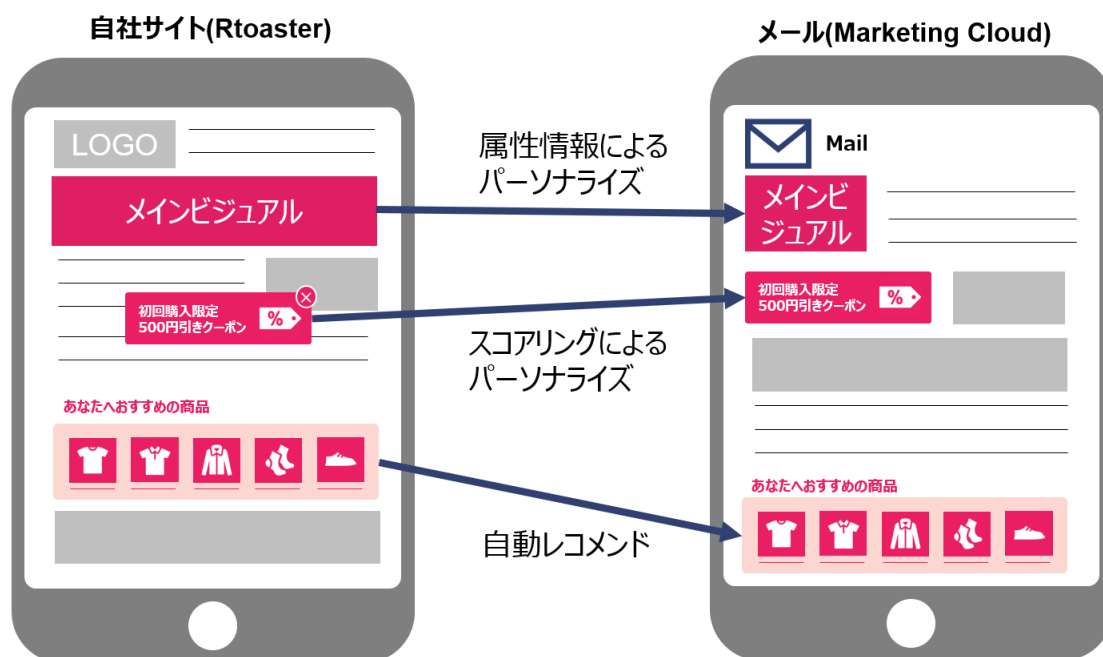 自社サイト(Rtoaster)
メール(Marketing Cloud)
LOGO
メインビジュアル
初回購入限定
500円引きクーポン
%
あなたへおすすめの商品
属性情報による
パーソナライズ
スコアリングによる
パーソナライズ
自動レコメンド
Mail
メインビ
ジュアル
初回購入限定
500円引きクーポン
%
あなたへおすすめの商品